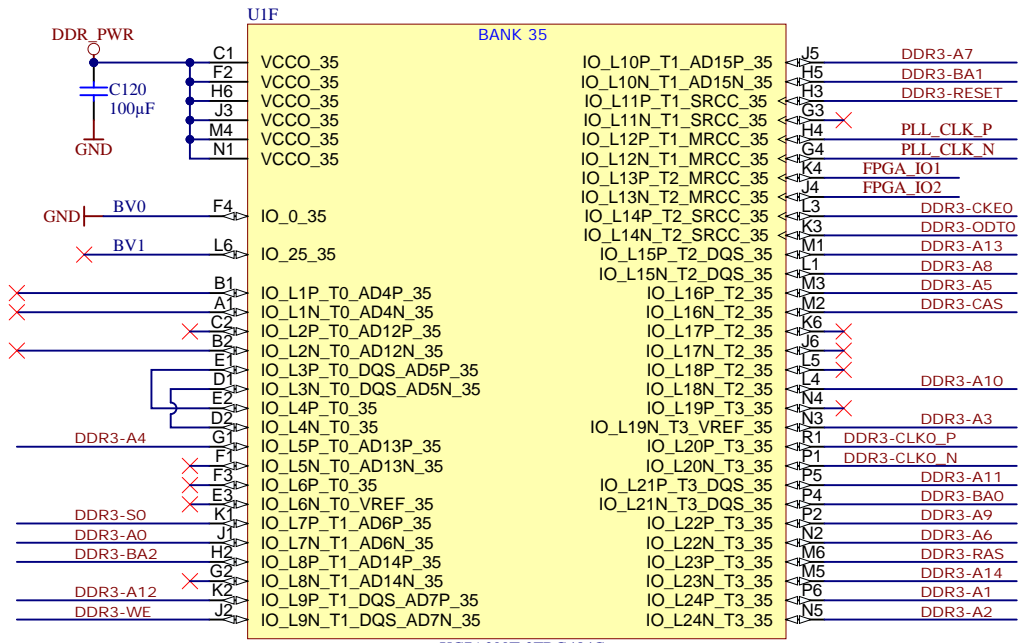 U1F
BANK 35
DDR_PWR
C120
100µF
GND
C1 VCCO_35
F2 VCCO_35
H6 VCCO_35
J3 VCCO_35
M4 VCCO_35
N1 VCCO_35
GND BV0 F4 IO_0_35
BV1 L6 IO_25_35
B1 IO_L1P_T0_AD4P_35
A1 IO_L1N_T0_AD4N_35
C2 IO_L2P_T0_AD12P_35
B2 IO_L2N_T0_AD12N_35
E1 IO_L3P_T0_DQS_AD5P_35
D1 IO_L3N_T0_DQS_AD5N_35
E2 IO_L4P_T0_35
D2 IO_L4N_T0_35
DDR3-A4 G1 IO_L5P_T0_AD13P_35
F1 IO_L5N_T0_AD13N_35
F3 IO_L6P_T0_35
E3 IO_L6N_T0_VREF_35
DDR3-S0 K1 IO_L7P_T1_AD6P_35
DDR3-A0 J1 IO_L7N_T1_AD6N_35
DDR3-BA2 H2 IO_L8P_T1_AD14P_35
G2 IO_L8N_T1_AD14N_35
DDR3-A12 K2 IO_L9P_T1_DQS_AD7P_35
DDR3-WE J2 IO_L9N_T1_DQS_AD7N_35
IO_L10P_T1_AD15P_35 J5 DDR3-A7
IO_L10N_T1_AD15N_35 H5 DDR3-BA1
IO_L11P_T1_SRCC_35 H3 DDR3-RESET
IO_L11N_T1_SRCC_35 G3
IO_L12P_T1_MRCC_35 H4 PLL_CLK_P
IO_L12N_T1_MRCC_35 G4 PLL_CLK_N
IO_L13P_T2_MRCC_35 K4 FPGA_IO1
IO_L13N_T2_MRCC_35 J4 FPGA_IO2
IO_L14P_T2_SRCC_35 L3 DDR3-CKE0
IO_L14N_T2_SRCC_35 K3 DDR3-ODT0
IO_L15P_T2_DQS_35 M1 DDR3-A13
IO_L15N_T2_DQS_35 L1 DDR3-A8
IO_L16P_T2_35 M3 DDR3-A5
IO_L16N_T2_35 M2 DDR3-CAS
IO_L17P_T2_35 K6
IO_L17N_T2_35 J6
IO_L18P_T2_35 L5
IO_L18N_T2_35 L4 DDR3-A10
IO_L19P_T3_35 N4
IO_L19N_T3_VREF_35 N3 DDR3-A3
IO_L20P_T3_35 R1 DDR3-CLK0_P
IO_L20N_T3_35 P1 DDR3-CLK0_N
IO_L21P_T3_DQS_35 P5 DDR3-A11
IO_L21N_T3_DQS_35 P4 DDR3-BA0
IO_L22P_T3_35 P2 DDR3-A9
IO_L22N_T3_35 N2 DDR3-A6
IO_L23P_T3_35 M6 DDR3-RAS
IO_L23N_T3_35 M5 DDR3-A14
IO_L24P_T3_35 P6 DDR3-A1
IO_L24N_T3_35 N5 DDR3-A2